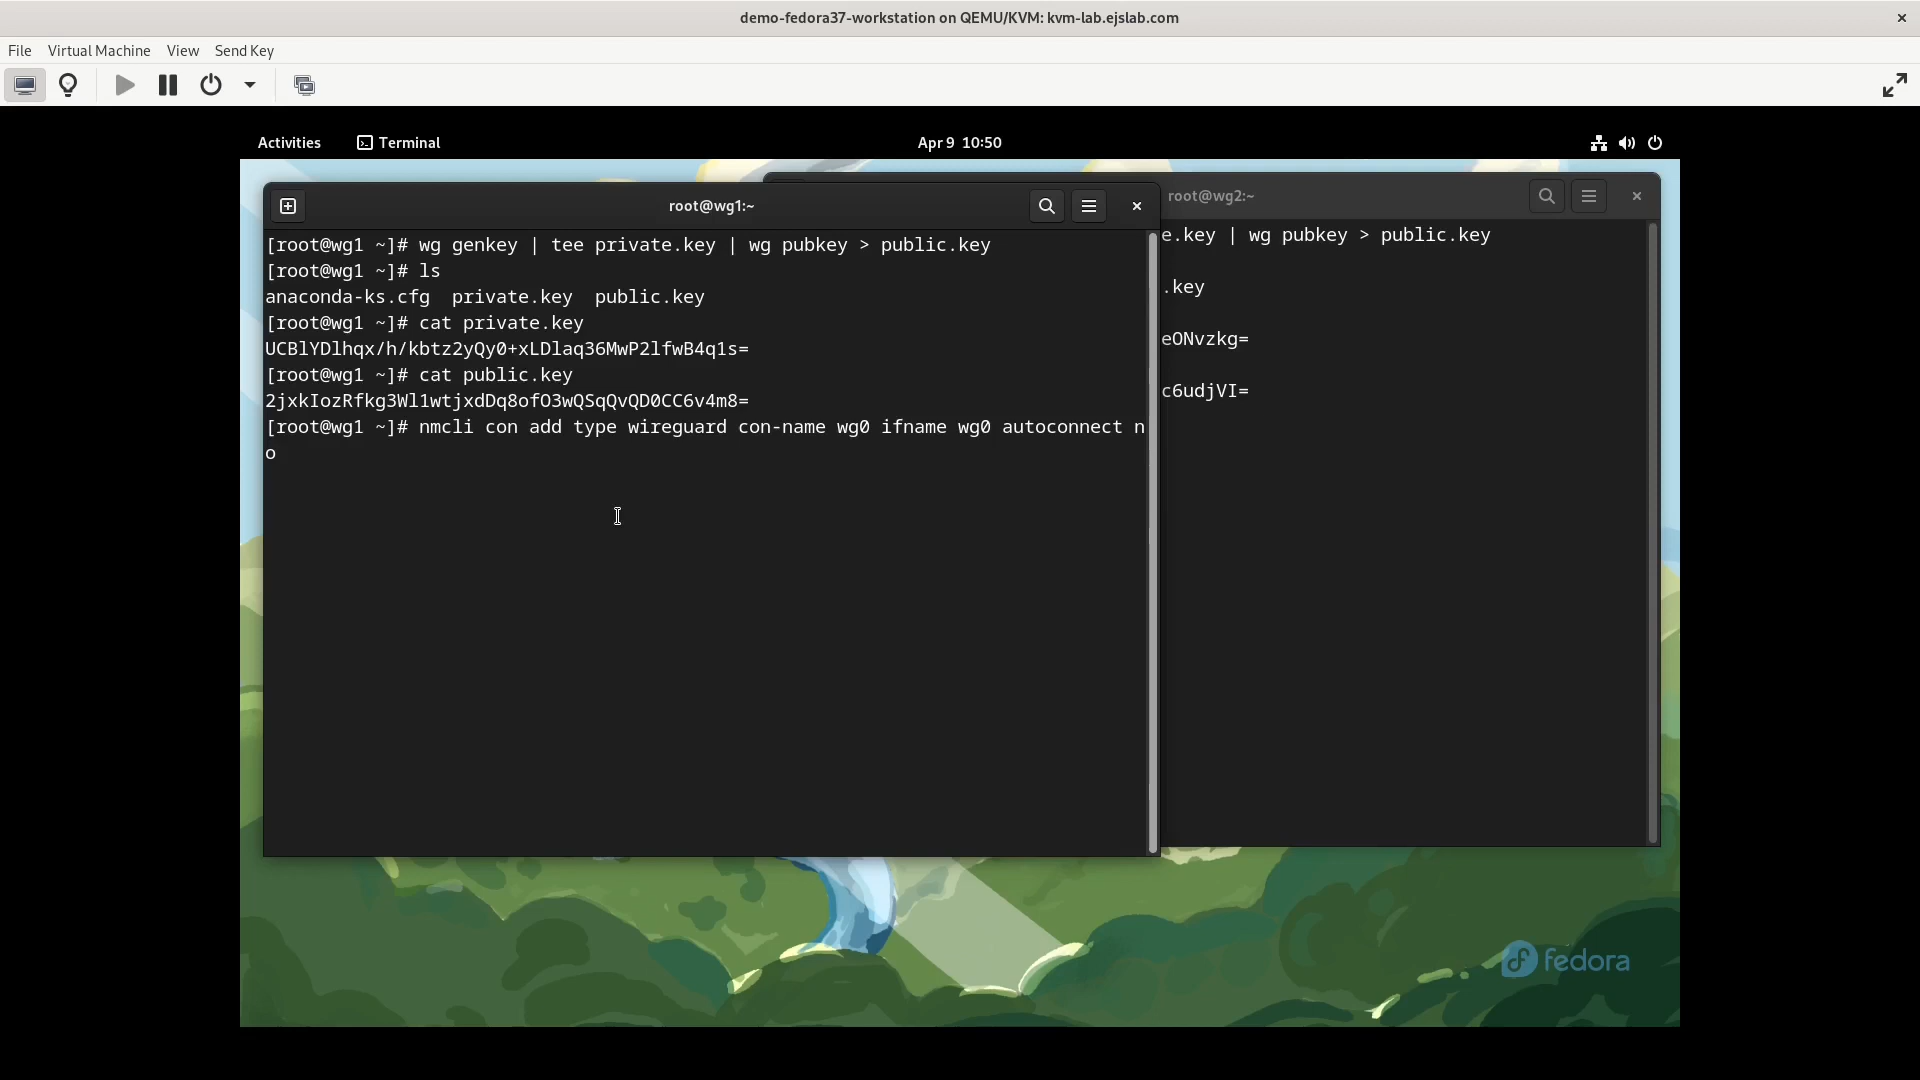 demo-fedora37-workstation on QEMU/KVM: kvm-lab.ejslab.com
File Virtual Machine View Send Key
Activities Terminal Apr 9 10:50
root@wg1:~
[root@wg1 ~]# wg genkey | tee private.key | wg pubkey > public.key
[root@wg1 ~]# ls
anaconda-ks.cfg  private.key  public.key
[root@wg1 ~]# cat private.key
UCBlYDlhqx/h/kbtz2yQy0+xLDlaq36MwP2lfwB4q1s=
[root@wg1 ~]# cat public.key
2jxkIozRfkg3Wl1wtjxdDq8ofO3wQSqQvQD0CC6v4m8=
[root@wg1 ~]# nmcli con add type wireguard con-name wg0 ifname wg0 autoconnect n
o
root@wg2:~
e.key | wg pubkey > public.key
.key
eONvzkg=
c6udjVI=
fedora